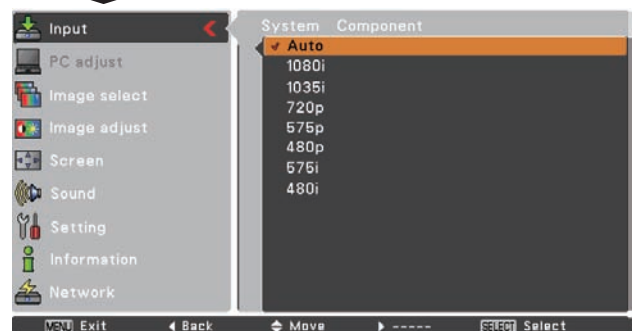 Input
PC adjust
Image select
Image adjust
Screen
Sound
Setting
Information
Network
System Component
Auto
1080i
1035i
720p
575p
480p
575i
480i
MENU Exit Back Move ----- SELECT Select